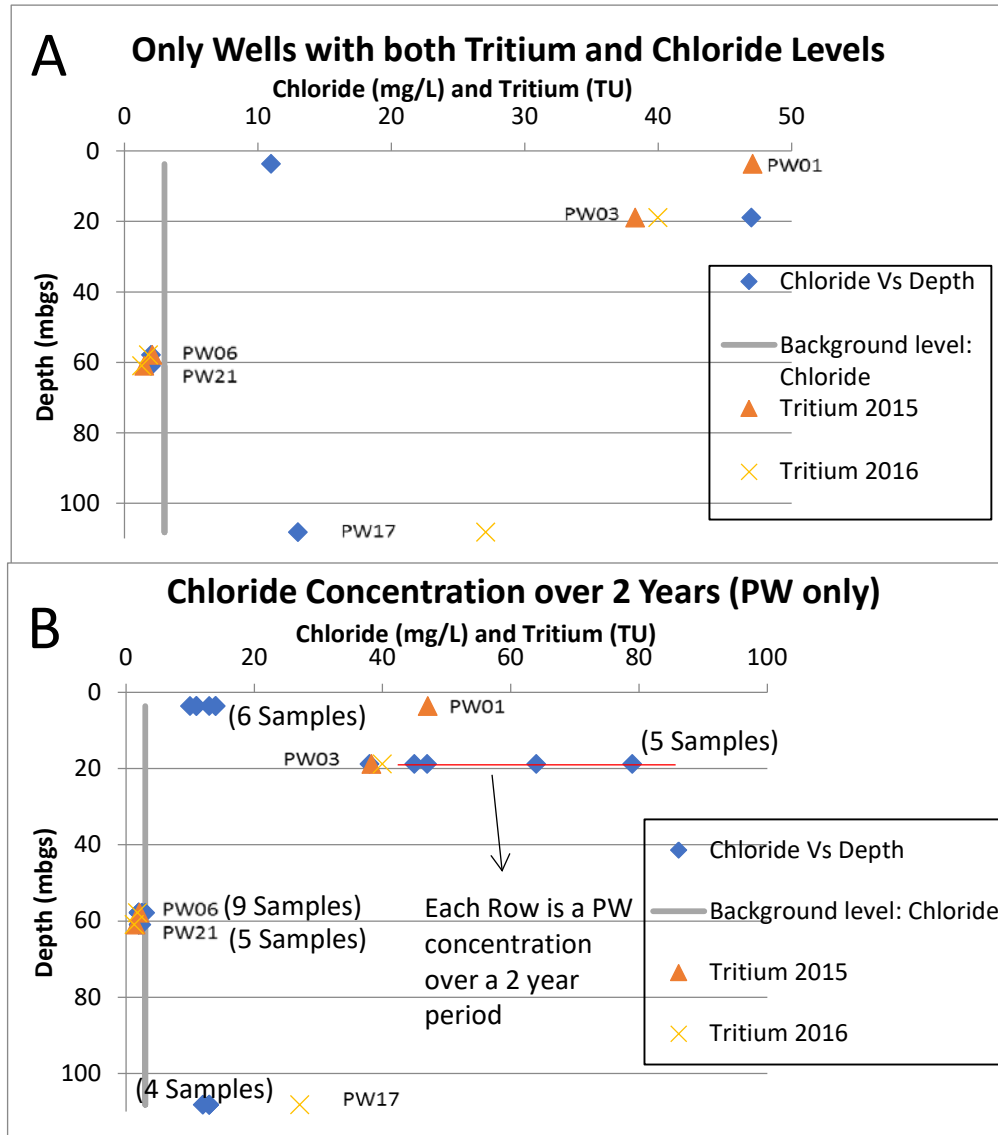 A
Only Wells with both Tritium and Chloride Levels
Chloride (mg/L) and Tritium (TU)
0 10 20 30 40 50
Depth (mbgs)
0
20
40
60
80
100
PW01
PW03
PW06
PW21
PW17
Chloride Vs Depth
Background level:
Chloride
Tritium 2015
Tritium 2016
B
Chloride Concentration over 2 Years (PW only)
Chloride (mg/L) and Tritium (TU)
0 20 40 60 80 100
Depth (mbgs)
0
20
40
60
80
100
PW01
(6 Samples)
(5 Samples)
PW03
PW06 (9 Samples)
PW21 (5 Samples)
Each Row is a PW
concentration
over a 2 year
period
(4 Samples)
PW17
Chloride Vs Depth
Background level: Chloride
Tritium 2015
Tritium 2016